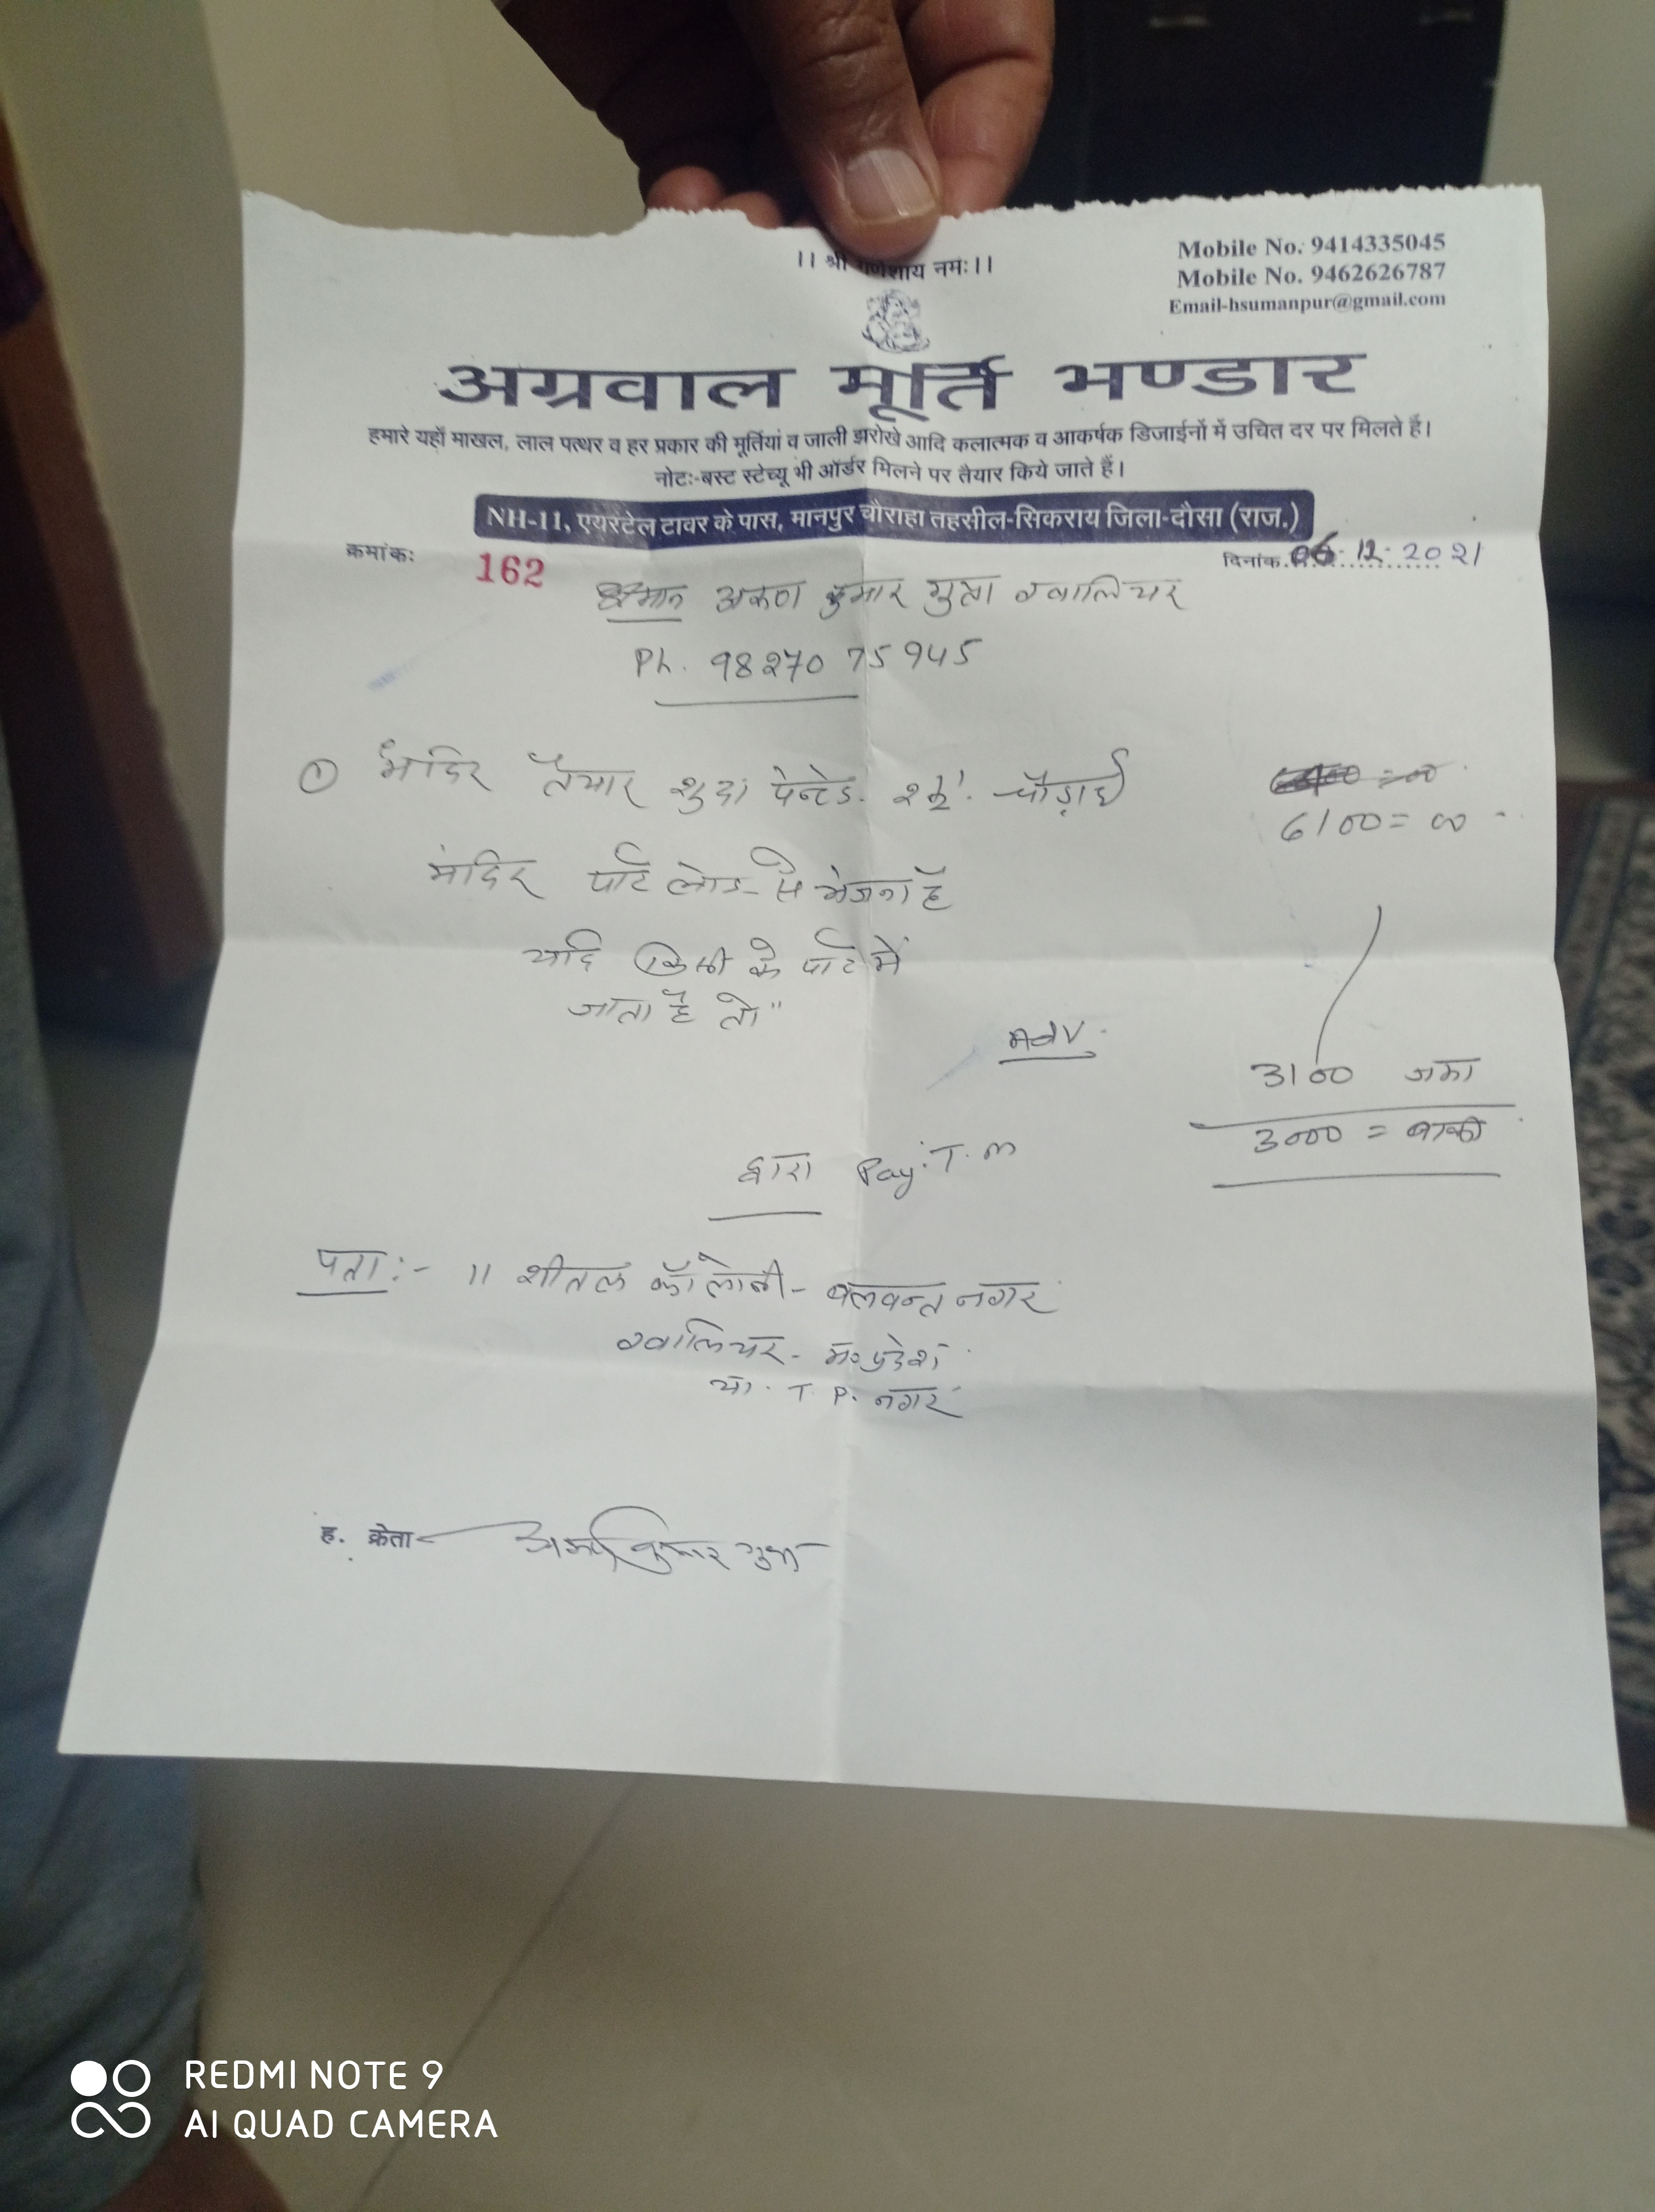 ।। श्री गणेशाय नमः।।
Mobile No. 9414335045
Mobile No. 9462626787
Email-hsumanpur@gmail.com
अग्रवाल मूर्ति भण्डार
हमारे यहाँ माखल, लाल पत्थर व हर प्रकार की मूर्तियां व जाली झरोखे आदि कलात्मक व आकर्षक डिजाईनों में उचित दर पर मिलते हैं।
नोटः-बस्ट स्टेच्यू भी ऑर्डर मिलने पर तैयार किये जाते हैं।
NH-11, एयरटेल टावर के पास, मानपुर चौराहा तहसील-सिकराय जिला-दौसा (राज.)
क्रमांकः 162
दिनांक. 06-12-2021
श्रीमान अरुण कुमार गुप्ता ग्वालियर
Ph. 98270 75945
① मंदिर तैयार शुदा पेन्टेड. चौड़ाई
6100=00
मंदिर पार्ट लोड से भेजना है
यदि किसी के पार्ट में
जाता है तो"
Adv.
3100 जमा
3000 = बाकी
द्वारा Pay.T.m
पता:- 11 शीतल कॉलोनी- बलवन्त नगर
ग्वालियर- म०प्रदेश
या. T. P. नगर
ह. क्रेता अरुण कुमार गुप्ता
REDMI NOTE 9
AI QUAD CAMERA